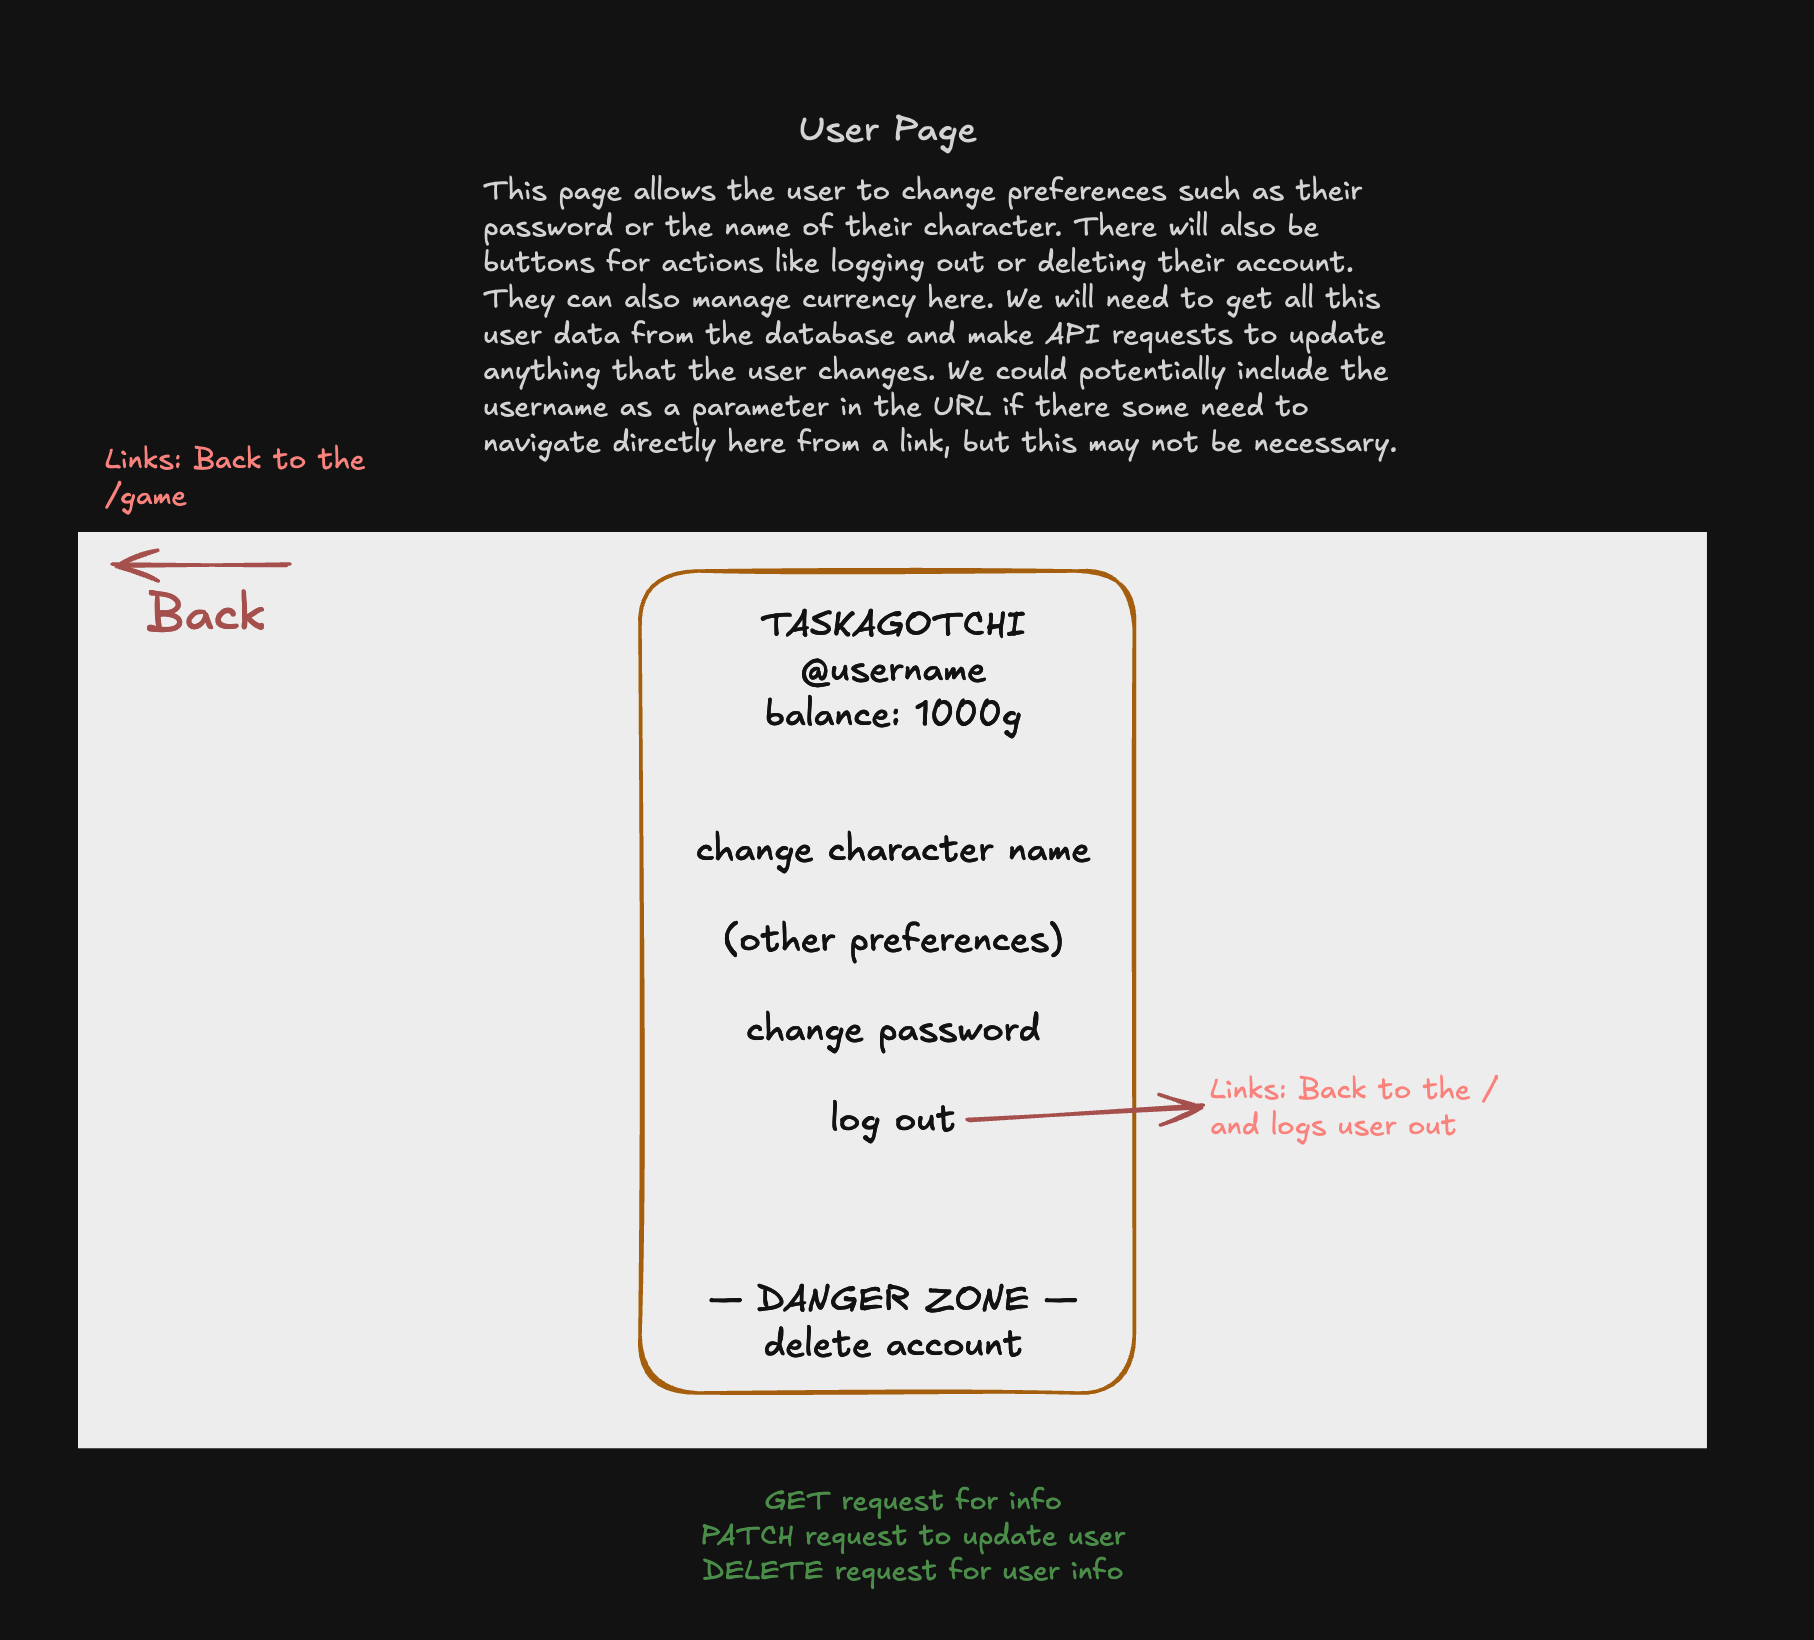 User Page
This page allows the user to change preferences such as their
password or the name of their character. There will also be
buttons for actions like logging out or deleting their account.
They can also manage currency here. We will need to get all this
user data from the database and make API requests to update
anything that the user changes. We could potentially include the
username as a parameter in the URL if there some need to
navigate directly here from a link, but this may not be necessary.
Links: Back to the
/game
Back
TASKAGOTCHI
@username
balance: 1000g
change character name
(other preferences)
change password
log out
Links: Back to the /
and logs user out
— DANGER ZONE —
delete account
GET request for info
PATCH request to update user
DELETE request for user info